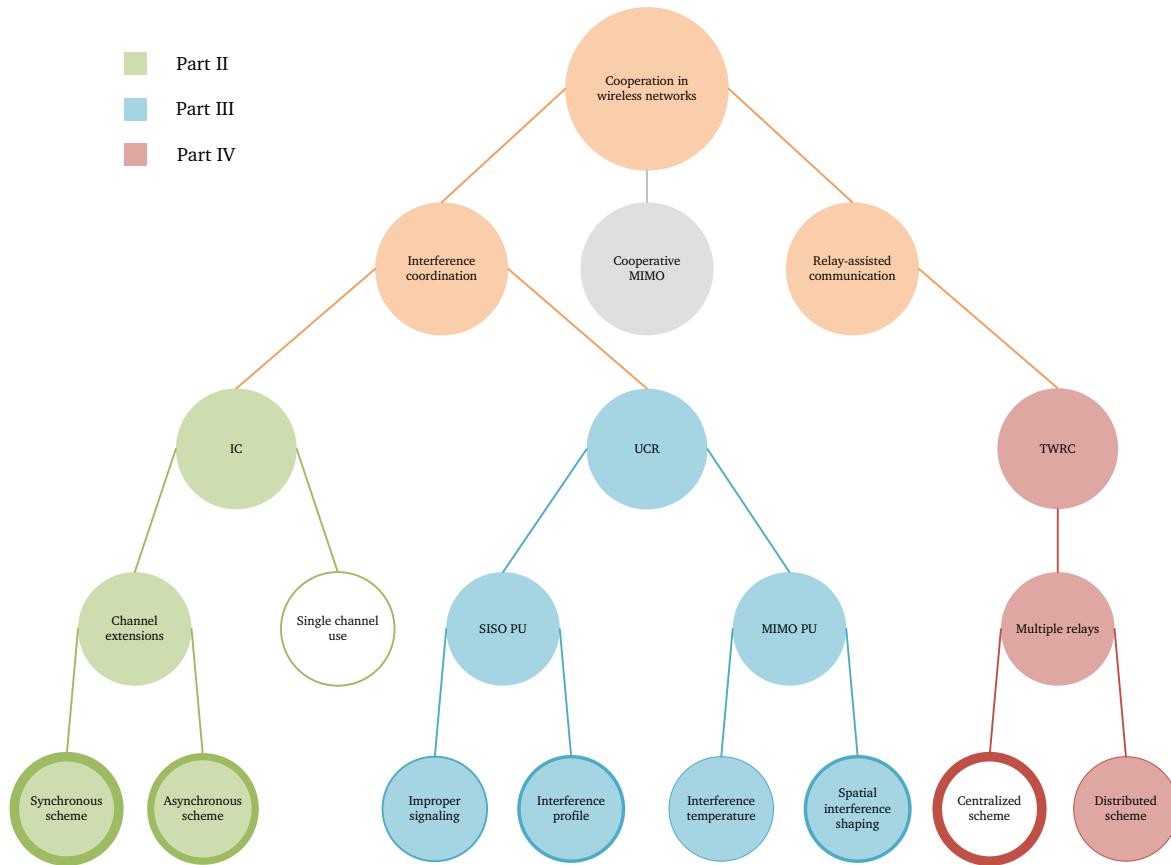 Part II
Part III
Part IV
Cooperation in
wireless networks
Interference
coordination
Cooperative
MIMO
Relay-assisted
communication
IC
UCR
TWRC
Channel
extensions
Single channel
use
SISO PU
MIMO PU
Multiple relays
Synchronous
scheme
Asynchronous
scheme
Improper
signaling
Interference
profile
Interference
temperature
Spatial
interference
shaping
Centralized
scheme
Distributed
scheme